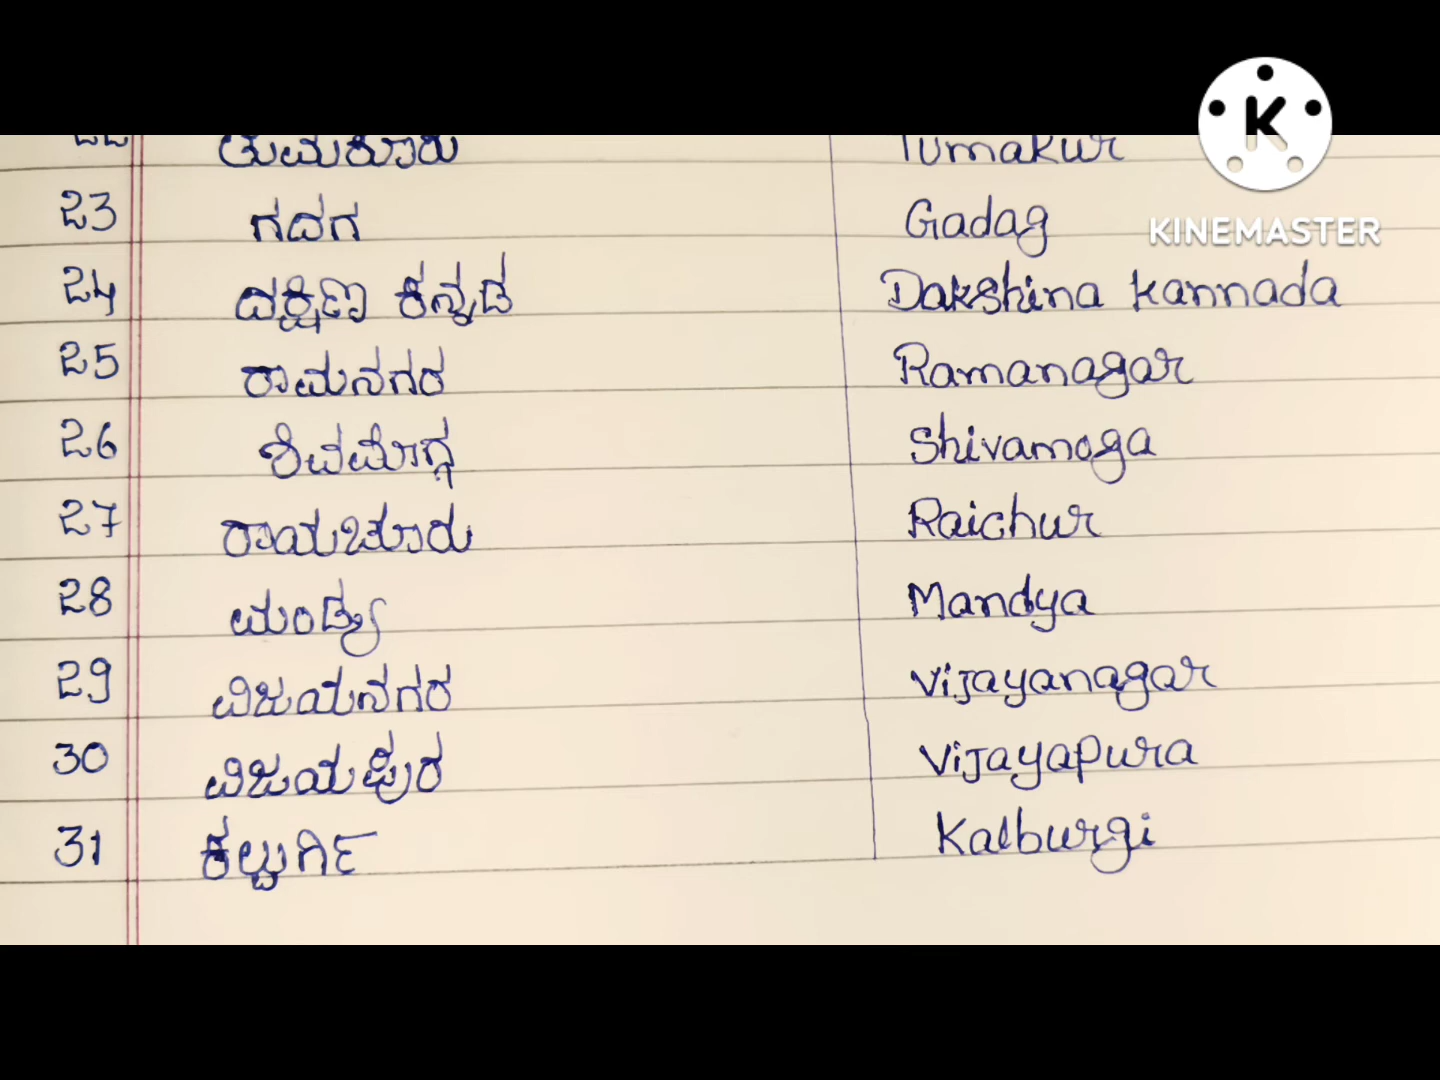 22 ತುಮಕೂರು Tumakur
23 ಗದಗ Gadag
24 ದಕ್ಷಿಣ ಕನ್ನಡ Dakshina Kannada
25 ರಾಮನಗರ Ramanagar
26 ಶಿವಮೊಗ್ಗ Shivamoga
27 ರಾಯಚೂರು Raichur
28 ಮಂಡ್ಯ Mandya
29 ವಿಜಯನಗರ Vijayanagar
30 ವಿಜಯಪುರ Vijayapura
31 ಕಲ್ಬುರ್ಗಿ Kalburgi
K
KINEMASTER